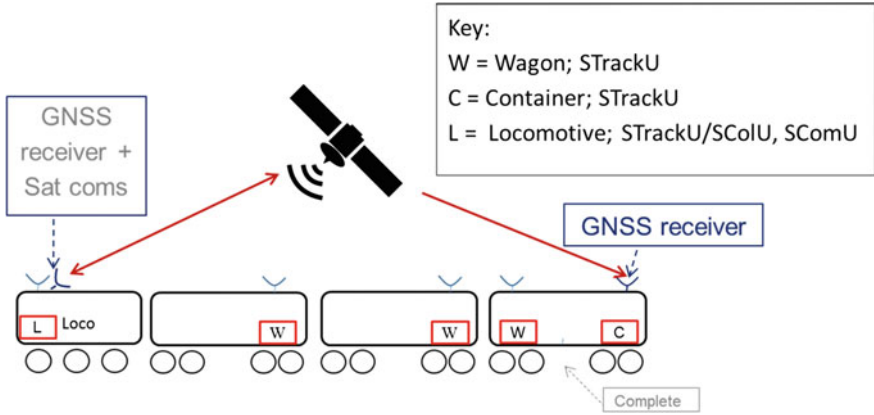 Key:
W = Wagon; STrackU
C = Container; STrackU
L = Locomotive; STrackU/SColU, SComU
GNSS
receiver +
Sat coms
GNSS receiver
L
Loco
W
W
W
C
Complete